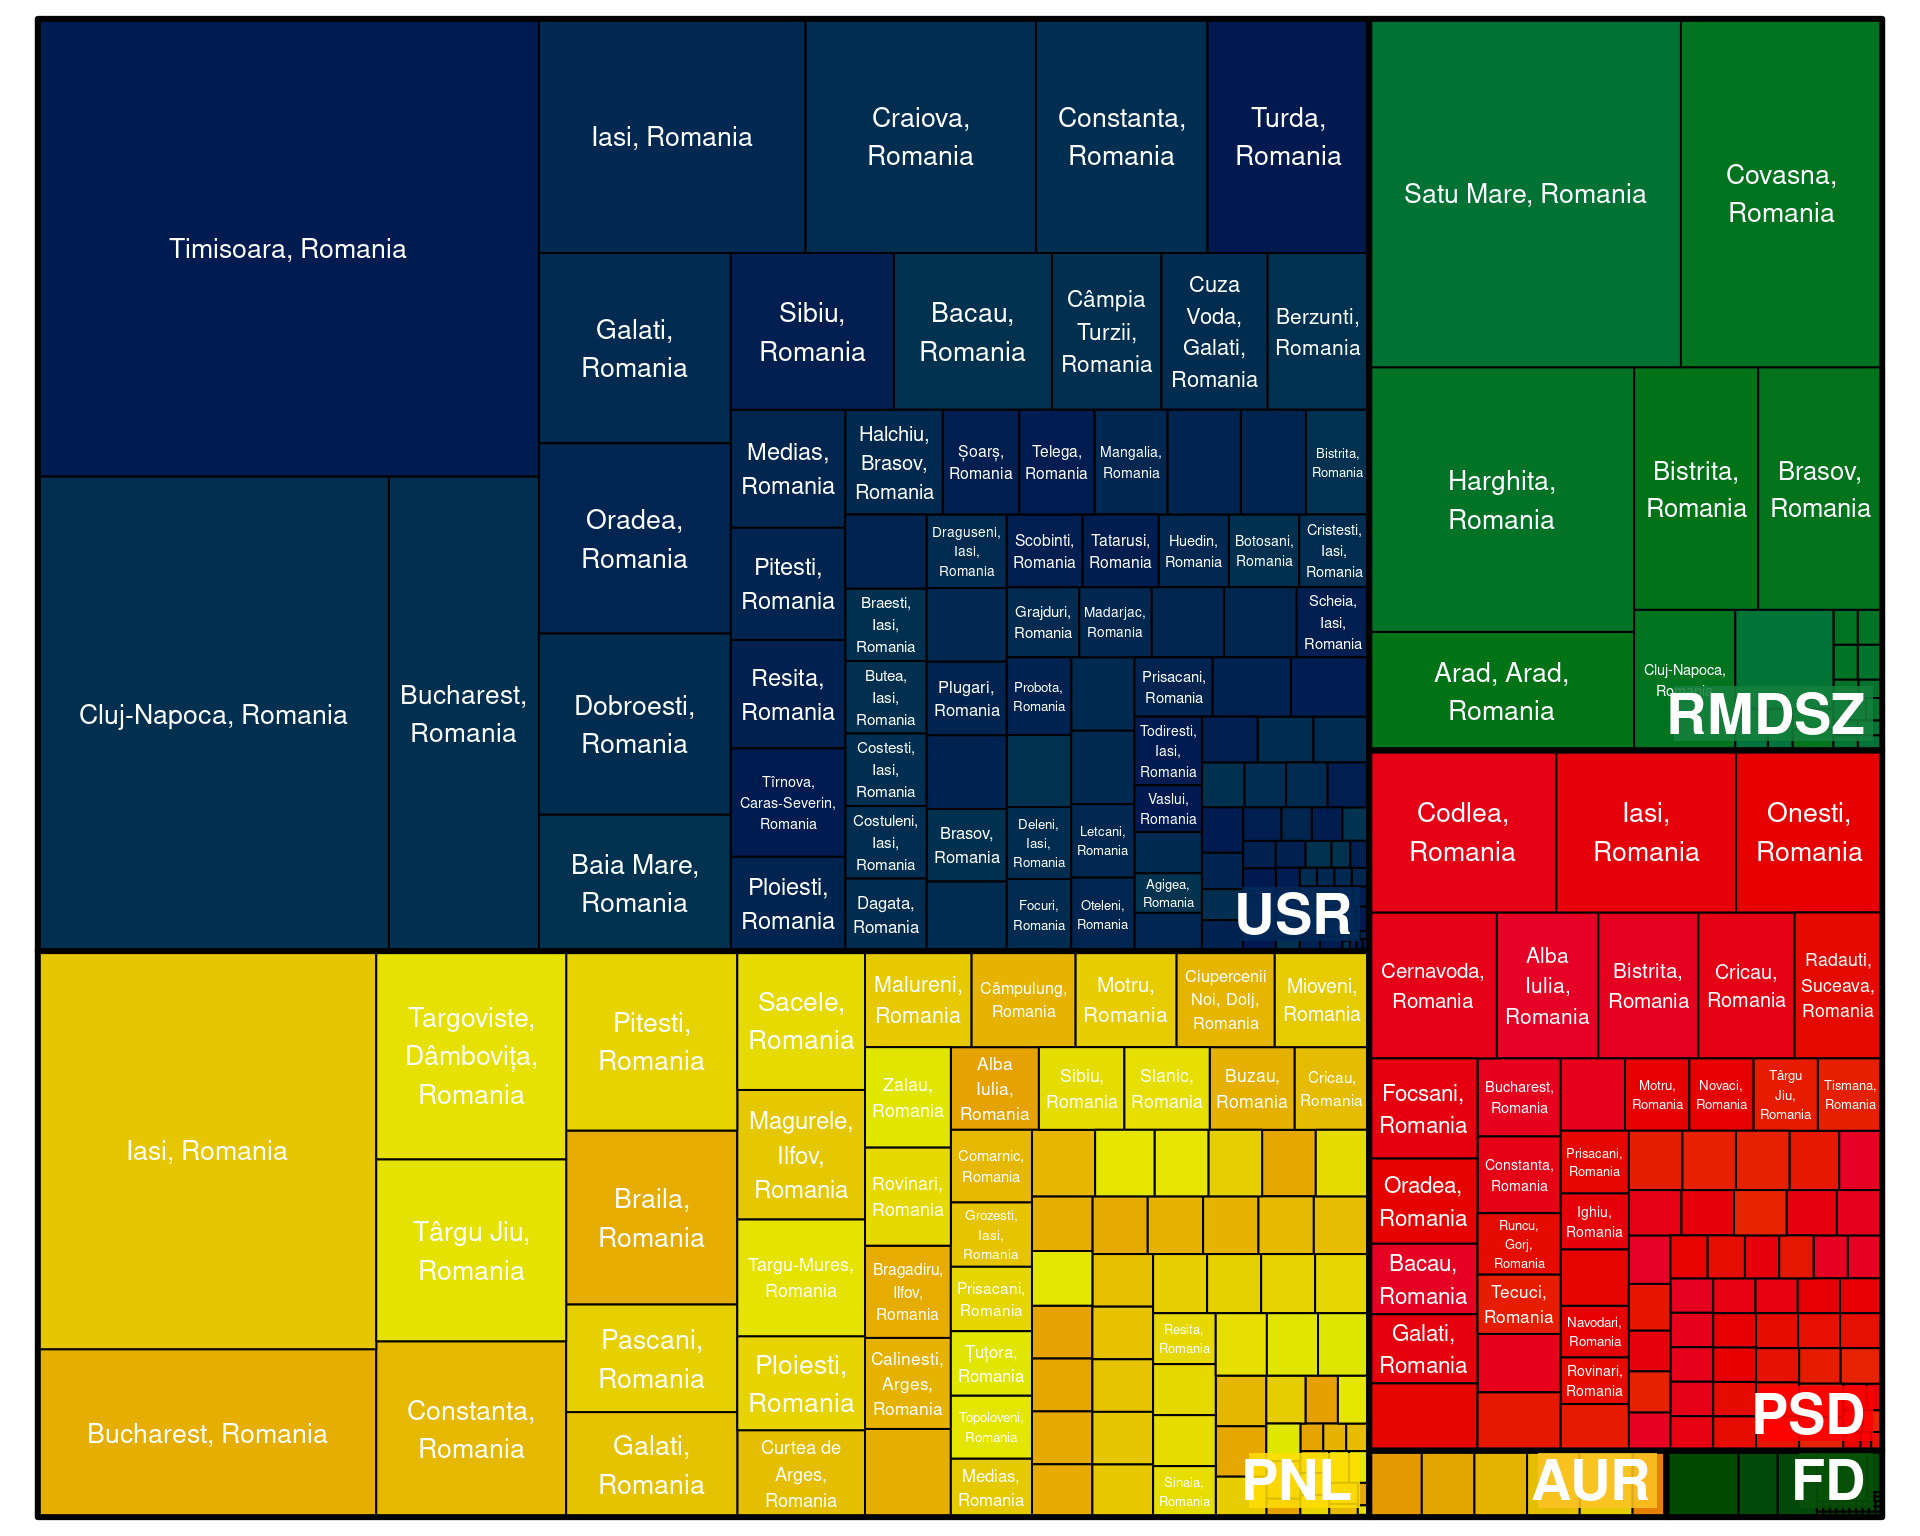 Timisoara, Romania
Cluj-Napoca, Romania
Bucharest,
Romania
Iasi, Romania
Craiova,
Romania
Constanta,
Romania
Turda,
Romania
Galati,
Romania
Oradea,
Romania
Dobroesti,
Romania
Baia Mare,
Romania
Sibiu,
Romania
Bacau,
Romania
Câmpia
Turzii,
Romania
Cuza
Voda,
Galati,
Romania
Berzunti,
Romania
Medias,
Romania
Pitesti,
Romania
Resita,
Romania
Tîrnova,
Caras-Severin,
Romania
Ploiesti,
Romania
Halchiu,
Brasov,
Romania
Șoarș,
Romania
Telega,
Romania
Mangalia,
Romania
Bistrita,
Romania
Draguseni,
Iasi,
Romania
Scobinti,
Romania
Tatarusi,
Romania
Huedin,
Romania
Botosani,
Romania
Cristesti,
Iasi,
Romania
Braesti,
Iasi,
Romania
Butea,
Iasi,
Romania
Costesti,
Iasi,
Romania
Costuleni,
Iasi,
Romania
Dagata,
Romania
Plugari,
Romania
Brasov,
Romania
Grajduri,
Romania
Madarjac,
Romania
Scheia,
Iasi,
Romania
Probota,
Romania
Deleni,
Iasi,
Romania
Focuri,
Romania
Letcani,
Romania
Oteleni,
Romania
Prisacani,
Romania
Todiresti,
Iasi,
Romania
Vaslui,
Romania
Agigea,
Romania
USR
Satu Mare, Romania
Covasna,
Romania
Harghita,
Romania
Arad, Arad,
Romania
Bistrita,
Romania
Brasov,
Romania
Cluj-Napoca,
Romania
RMDSZ
Iasi, Romania
Bucharest, Romania
Targoviste,
Dâmbovița,
Romania
Târgu Jiu,
Romania
Constanta,
Romania
Pitesti,
Romania
Braila,
Romania
Pascani,
Romania
Galati,
Romania
Sacele,
Romania
Magurele,
Ilfov,
Romania
Targu-Mures,
Romania
Ploiesti,
Romania
Curtea de
Arges,
Romania
Malureni,
Romania
Câmpulung,
Romania
Motru,
Romania
Ciupercenii
Noi, Dolj,
Romania
Mioveni,
Romania
Zalau,
Romania
Rovinari,
Romania
Bragadiru,
Ilfov,
Romania
Calinesti,
Arges,
Romania
Alba
Iulia,
Romania
Sibiu,
Romania
Slanic,
Romania
Buzau,
Romania
Cricau,
Romania
Comarnic,
Romania
Grozesti,
Iasi,
Romania
Prisacani,
Romania
Țuțora,
Romania
Topoloveni,
Romania
Medias,
Romania
Resita,
Romania
Sinaia,
Romania
PNL
Codlea,
Romania
Iasi,
Romania
Onesti,
Romania
Cernavoda,
Romania
Alba
Iulia,
Romania
Bistrita,
Romania
Cricau,
Romania
Radauti,
Suceava,
Romania
Focsani,
Romania
Oradea,
Romania
Bacau,
Romania
Galati,
Romania
Bucharest,
Romania
Constanta,
Romania
Runcu,
Gorj,
Romania
Tecuci,
Romania
Motru,
Romania
Novaci,
Romania
Târgu
Jiu,
Romania
Tismana,
Romania
Prisacani,
Romania
Ighiu,
Romania
Navodari,
Romania
Rovinari,
Romania
PSD
AUR
FD